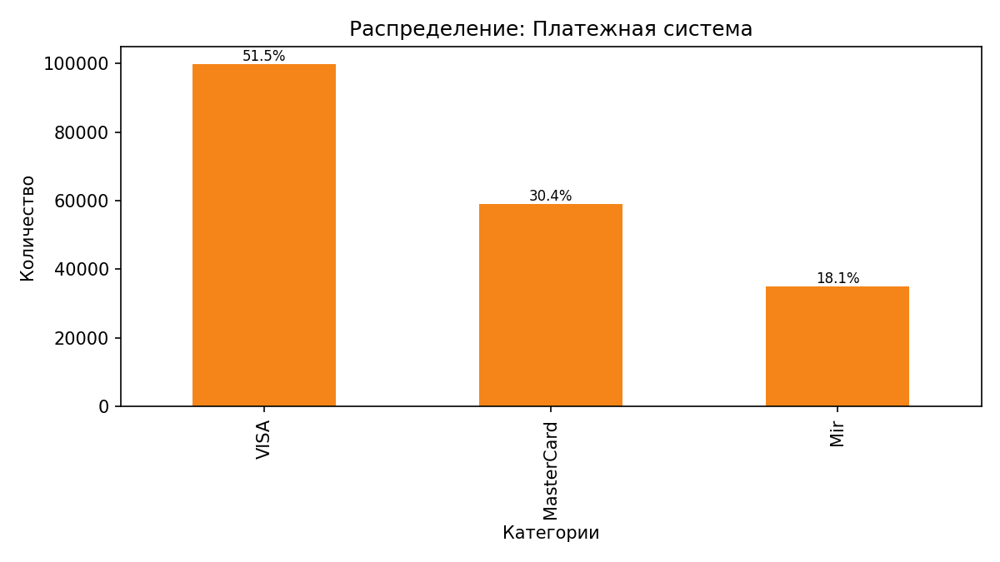 Распределение: Платежная система
Количество
100000
80000
60000
40000
20000
0
51.5%
30.4%
18.1%
VISA
MasterCard
Mir
Категории